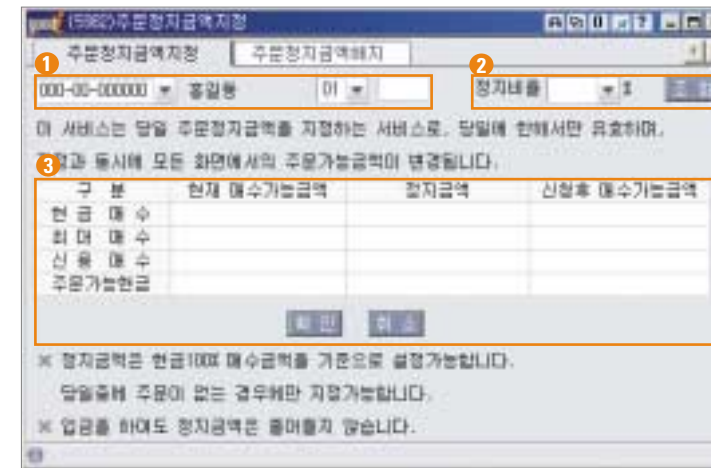 (5982)주문정지금액지정
주문정지금액지정 주문정지금액해지
1 2
000-00-000000 홍길동 01 정지비율 % 조회
이 서비스는 당일 주문정지금액을 지정하는 서비스로, 당일에 한해서만 유효하며,
3 과 동시에 모든 화면에서의 주문가능금액이 변경됩니다.
구 분 현재 매수가능금액 정지금액 신청후 매수가능금액
현 금 매 수
최 대 매 수
신 용 매 수
주문가능현금
확 인 취 소
※ 정지금액은 현금100% 매수금액을 기준으로 설정가능합니다.
당일중에 주문이 없는 경우에만 지정가능합니다.
※ 입금을 하여도 정지금액은 줄어들지 않습니다.